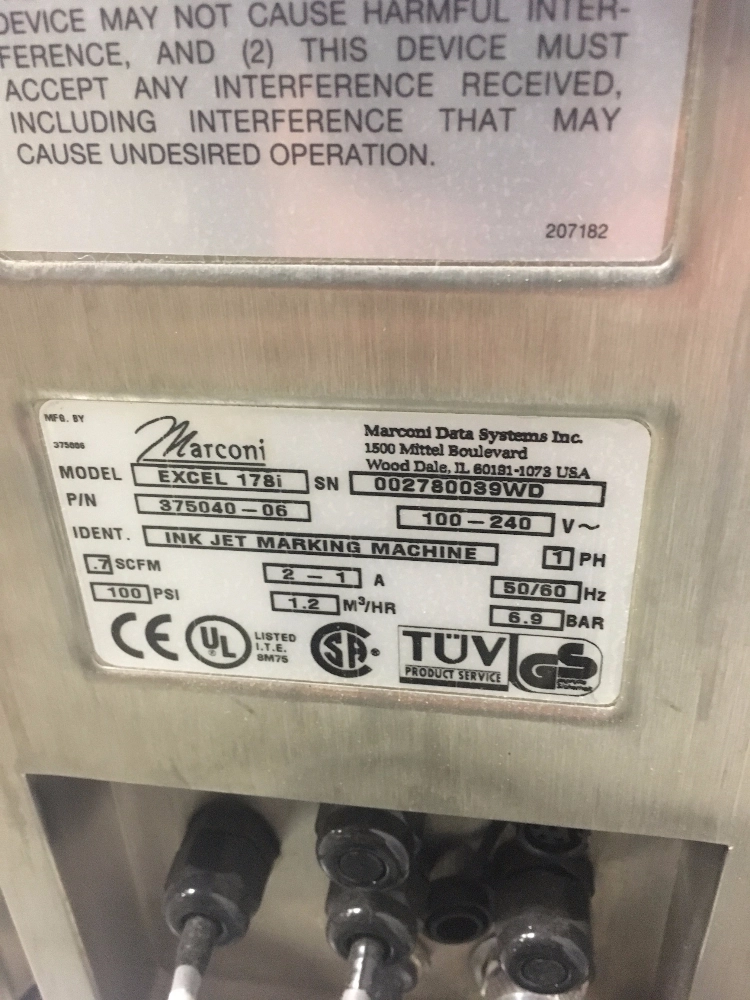 DEVICE MAY NOT CAUSE HARMFUL INTER-
FERENCE, AND (2) THIS DEVICE MUST
ACCEPT ANY INTERFERENCE RECEIVED,
INCLUDING INTERFERENCE THAT MAY
CAUSE UNDESIRED OPERATION.
207182
MFG. BY
375006
Marconi
Marconi Data Systems Inc.
1500 Mittel Boulevard
Wood Dale, IL 60191-1073 USA
MODEL EXCEL 178i SN 002780039WD
P/N 375040-06 100-240 V~
IDENT. INK JET MARKING MACHINE 1 PH
.7 SCFM 2 - 1 A 50/60 Hz
100 PSI 1.2 M³/HR 6.9 BAR
CE UL LISTED
I.T.E.
8M75
SA
TÜV
PRODUCT SERVICE
GS